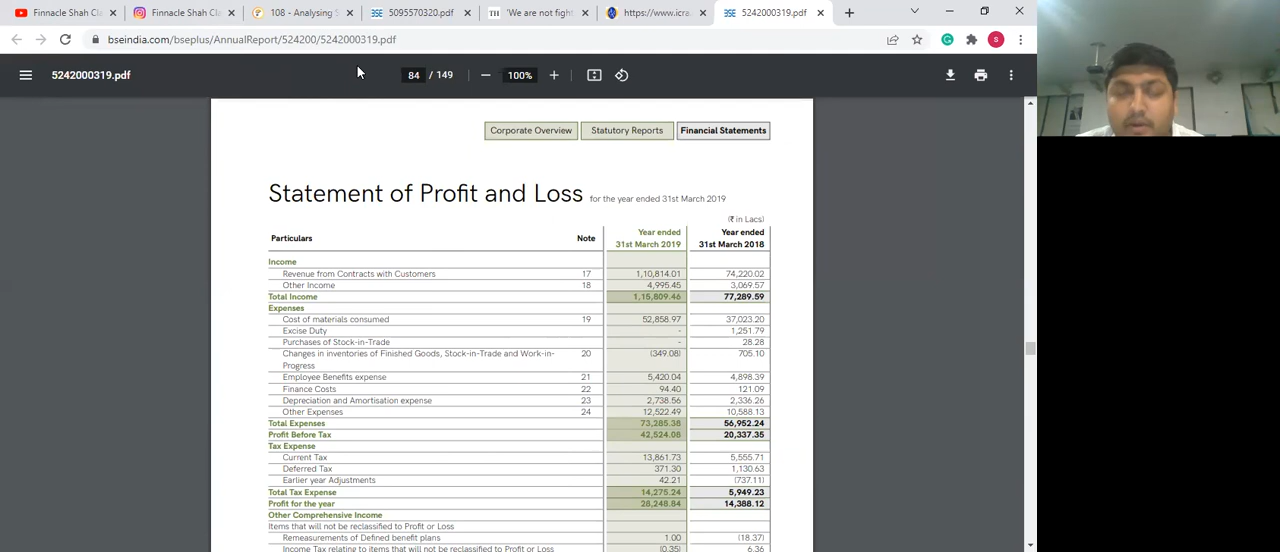 Finnacle Shah Cla
Finnacle Shah Cla
108 - Analysing S
5095570320.pdf
TH
'We are not figh
https://www.icra.
5242000319.pdf
bseindia.com/bseplus/AnnualReport/524200/5242000319.pdf
S
5242000319.pdf
84 / 149
100%
Corporate Overview
Statutory Reports
Financial Statements
Statement of Profit and Loss for the year ended 31st March 2019
(₹ in Lacs)
Particulars Note Year ended 31st March 2019 Year ended 31st March 2018
Income
Revenue from Contracts with Customers 17 1,10,814.01 74,220.02
Other Income 18 4,995.45 3,069.57
Total Income 1,15,809.46 77,289.59
Expenses
Cost of materials consumed 19 52,858.97 37,023.20
Excise Duty - 1,251.79
Purchases of Stock-in-Trade - 28.28
Changes in inventories of Finished Goods, Stock-in-Trade and Work-in- 20 (349.08) 705.10
Progress
Employee Benefits expense 21 5,420.04 4,898.39
Finance Costs 22 94.40 121.09
Depreciation and Amortisation expense 23 2,738.56 2,336.26
Other Expenses 24 12,522.49 10,588.13
Total Expenses 73,285.38 56,952.24
Profit Before Tax 42,524.08 20,337.35
Tax Expense
Current Tax 13,861.73 5,555.71
Deferred Tax 371.30 1,130.63
Earlier year Adjustments 42.21 (737.11)
Total Tax Expense 14,275.24 5,949.23
Profit for the year 28,248.84 14,388.12
Other Comprehensive Income
Items that will not be reclassified to Profit or Loss
Remeasurements of Defined benefit plans 1.00 (18.37)
Income Tax relating to items that will not be reclassified to Profit or Loss (0.35) 6.36